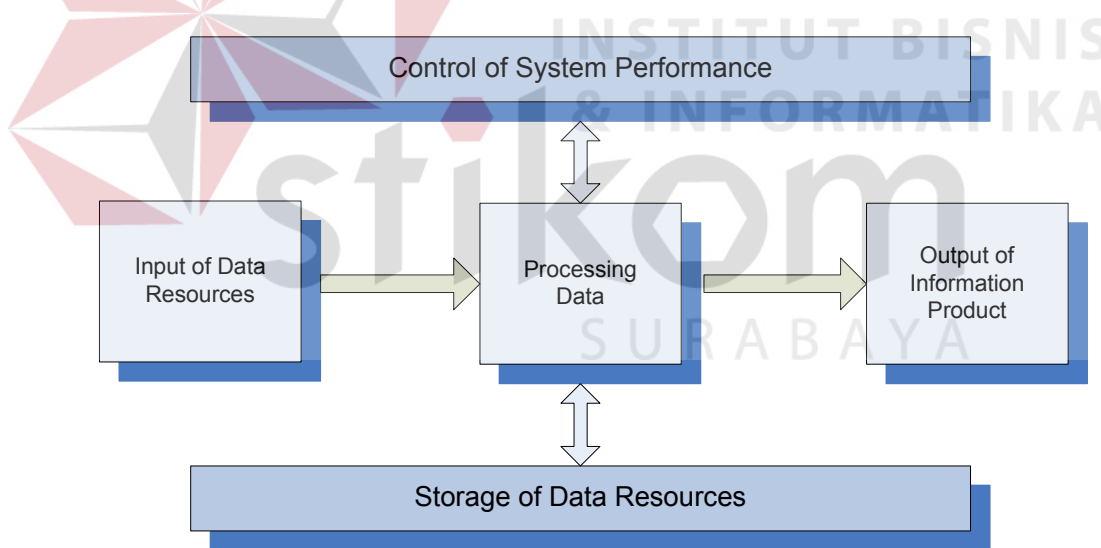 INSTITUT BISNIS
Control of System Performance
& INFORMATIKA
stikom
Input of Data
Resources
Processing
Data
Output of
Information
Product
SURABAYA
Storage of Data Resources